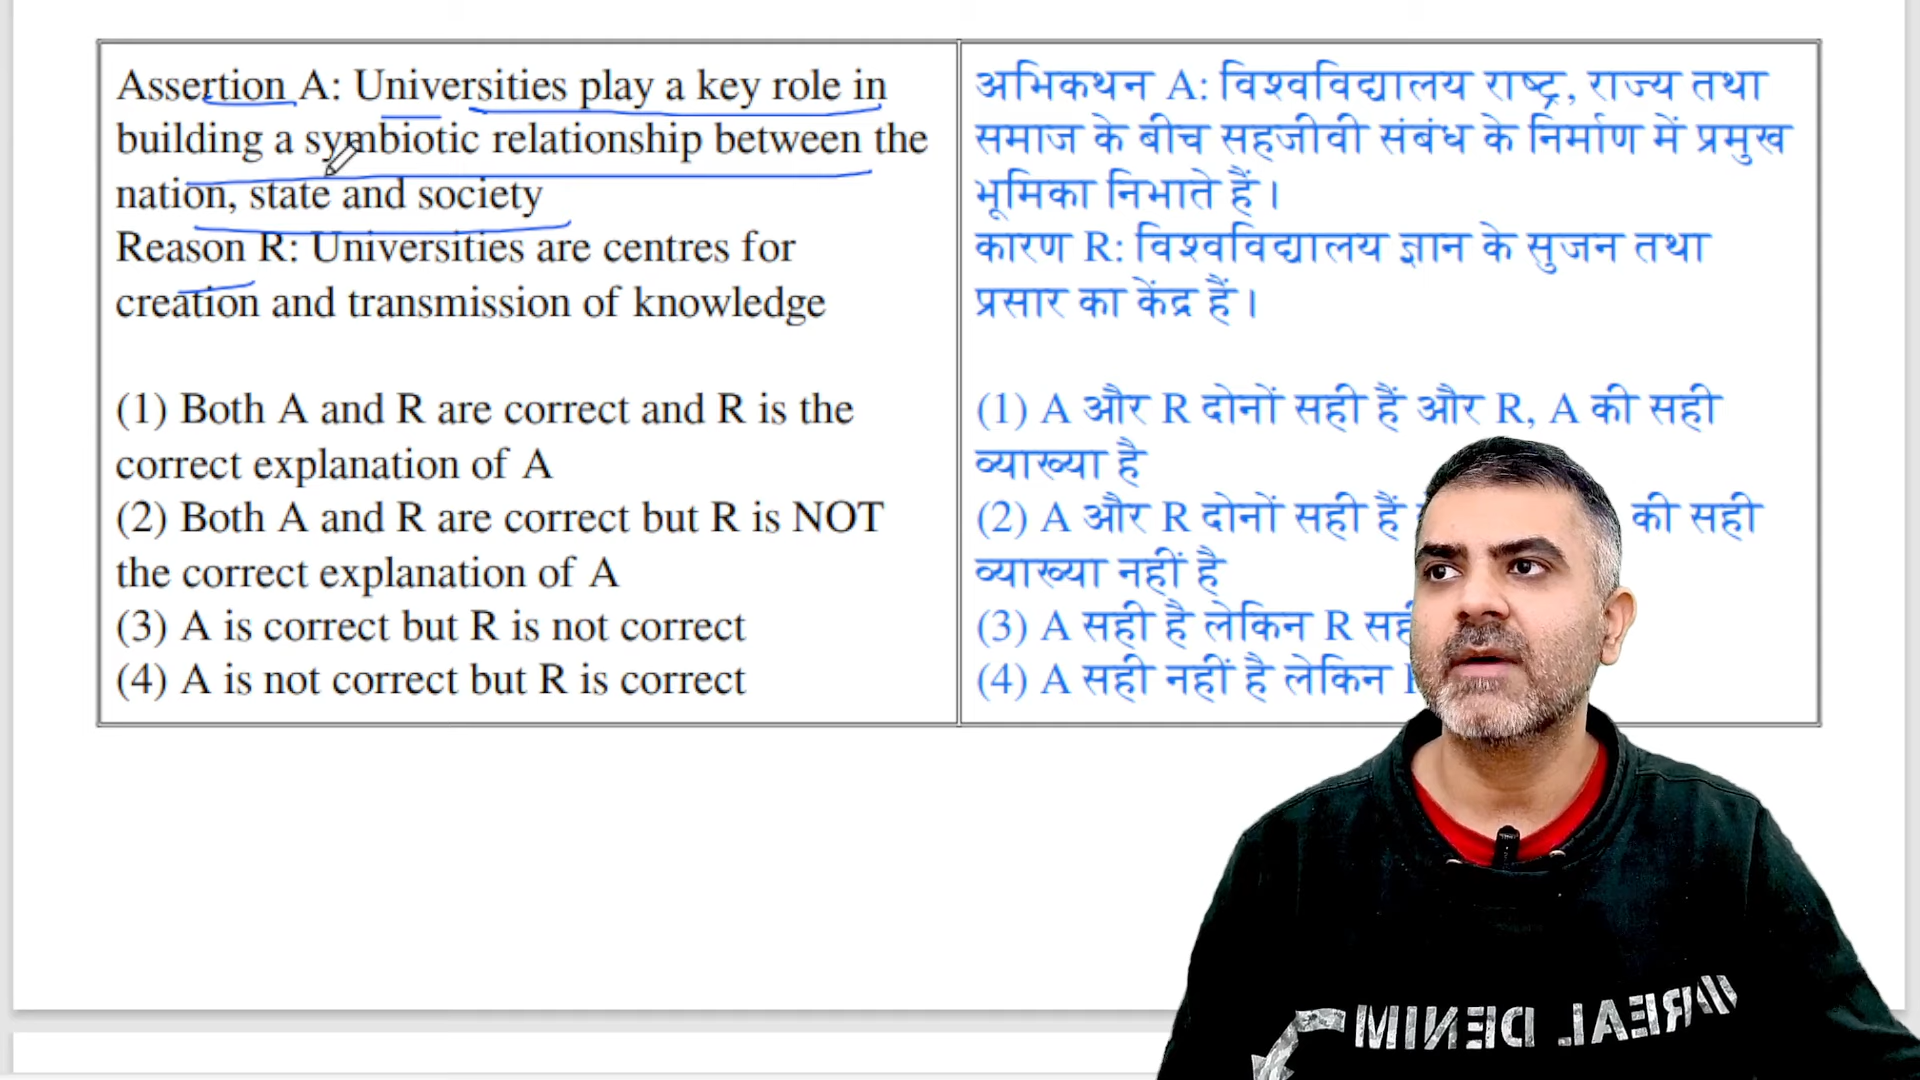 Assertion A: Universities play a key role in
building a symbiotic relationship between the
nation, state and society
Reason R: Universities are centres for
creation and transmission of knowledge
(1) Both A and R are correct and R is the
correct explanation of A
(2) Both A and R are correct but R is NOT
the correct explanation of A
(3) A is correct but R is not correct
(4) A is not correct but R is correct
अभिकथन A: विश्वविद्यालय राष्ट्र, राज्य तथा
समाज के बीच सहजीवी संबंध के निर्माण में प्रमुख
भूमिका निभाते हैं।
कारण R: विश्वविद्यालय ज्ञान के सुजन तथा
प्रसार का केंद्र हैं।
(1) A और R दोनों सही हैं और R, A की सही
व्याख्या है
(2) A और R दोनों सही हैं की सही
व्याख्या नहीं है
(3) A सही है लेकिन R सही
(4) A सही नहीं है लेकिन
REAL DENIM